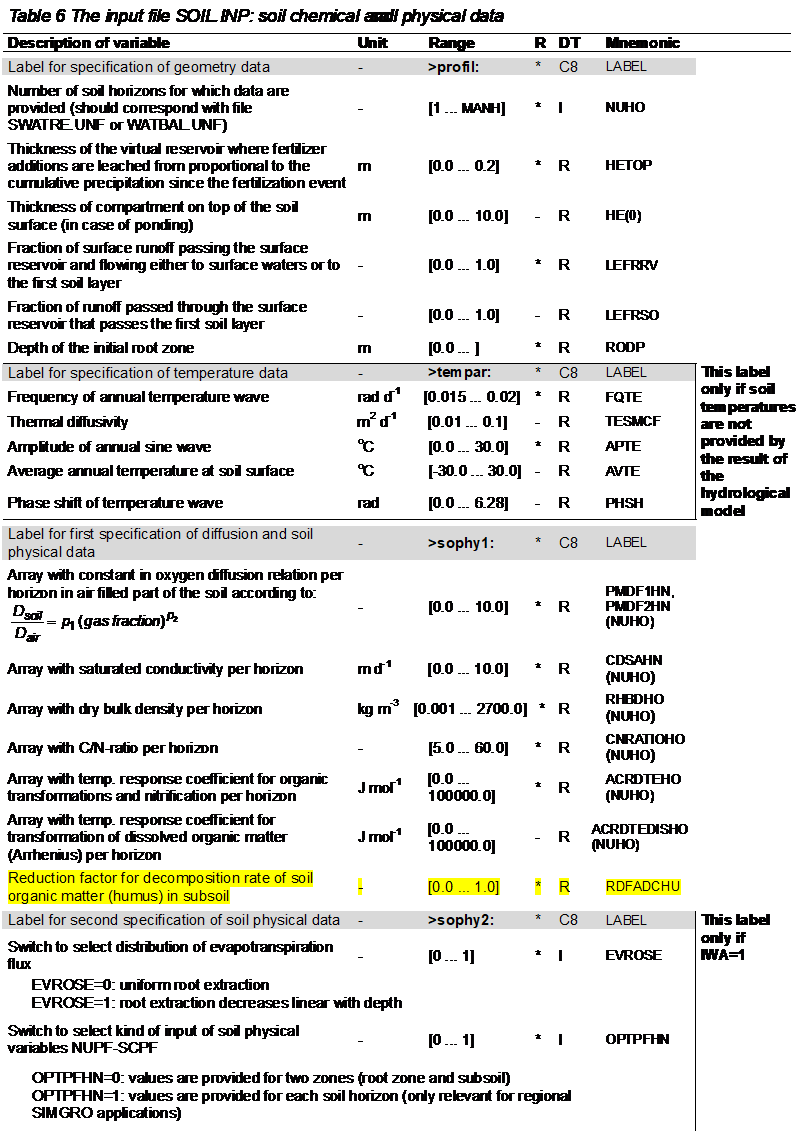 Table 6 The input file SOIL.INP: soil chemical and physical data
Description of variable Unit Range R DT Mnemonic
Label for specification of geometry data - >profil: * C8 LABEL
Number of soil horizons for which data are
provided (should correspond with file - [1 ... MANH] * I NUHO
SWATRE.UNF or WATBAL.UNF)
Thickness of the virtual reservoir where fertilizer
additions are leached from proportional to the m [0.0 ... 0.2] * R HETOP
cumulative precipitation since the fertilization event
Thickness of compartment on top of the soil
surface (in case of ponding) m [0.0 ... 10.0] - R HE(0)
Fraction of surface runoff passing the surface
reservoir and flowing either to surface waters or to - [0.0 ... 1.0] * R LEFRRV
the first soil layer
Fraction of runoff passed through the surface
reservoir that passes the first soil layer - [0.0 ... 1.0] - R LEFRSO
Depth of the initial root zone m [0.0 ... ] * R RODP
Label for specification of temperature data - >tempar: * C8 LABEL
Frequency of annual temperature wave rad d-1 [0.015 ... 0.02] * R FQTE
Thermal diffusivity m2 d-1 [0.01 ... 0.1] - R TESMCF
Amplitude of annual sine wave oC [0.0 ... 30.0] * R APTE
Average annual temperature at soil surface oC [-30.0 ... 30.0] - R AVTE
Phase shift of temperature wave rad [0.0 ... 6.28] - R PHSH
This label
only if soil
temperatures
are not
provided by
the result of
the
hydrological
model
Label for first specification of diffusion and soil
physical data - >sophy1: * C8 LABEL
Array with constant in oxygen diffusion relation per
horizon in air filled part of the soil according to: - [0.0 ... 10.0] * R PMDF1HN,
PMDF2HN
(NUHO)
Dsoil/Dair = p1 (gas fraction)p2
Array with saturated conductivity per horizon m d-1 [0.0 ... 10.0] * R CDSAHN
(NUHO)
Array with dry bulk density per horizon kg m-3 [0.001 ... 2700.0] * R RHBDHO
(NUHO)
Array with C/N-ratio per horizon - [5.0 ... 60.0] * R CNRATIOHO
(NUHO)
Array with temp. response coefficient for organic
transformations and nitrification per horizon J mol-1 [0.0 ...
100000.0] * R ACRDTEHO
(NUHO)
Array with temp. response coefficient for
transformation of dissolved organic matter J mol-1 [0.0 ...
100000.0] - R ACRDTEDISHO
(NUHO)
(Arrhenius) per horizon
Reduction factor for decomposition rate of soil
organic matter (humus) in subsoil - [0.0 ... 1.0] * R RDFADCHU
Label for second specification of soil physical data - >sophy2: * C8 LABEL
This label
only if
IWA=1
Switch to select distribution of evapotranspiration
flux - [0 ... 1] * I EVROSE
EVROSE=0: uniform root extraction
EVROSE=1: root extraction decreases linear with depth
Switch to select kind of input of soil physical
variables NUPF-SCPF - [0 ... 1] * I OPTPFHN
OPTPFHN=0: values are provided for two zones (root zone and subsoil)
OPTPFHN=1: values are provided for each soil horizon (only relevant for regional
SIMGRO applications)